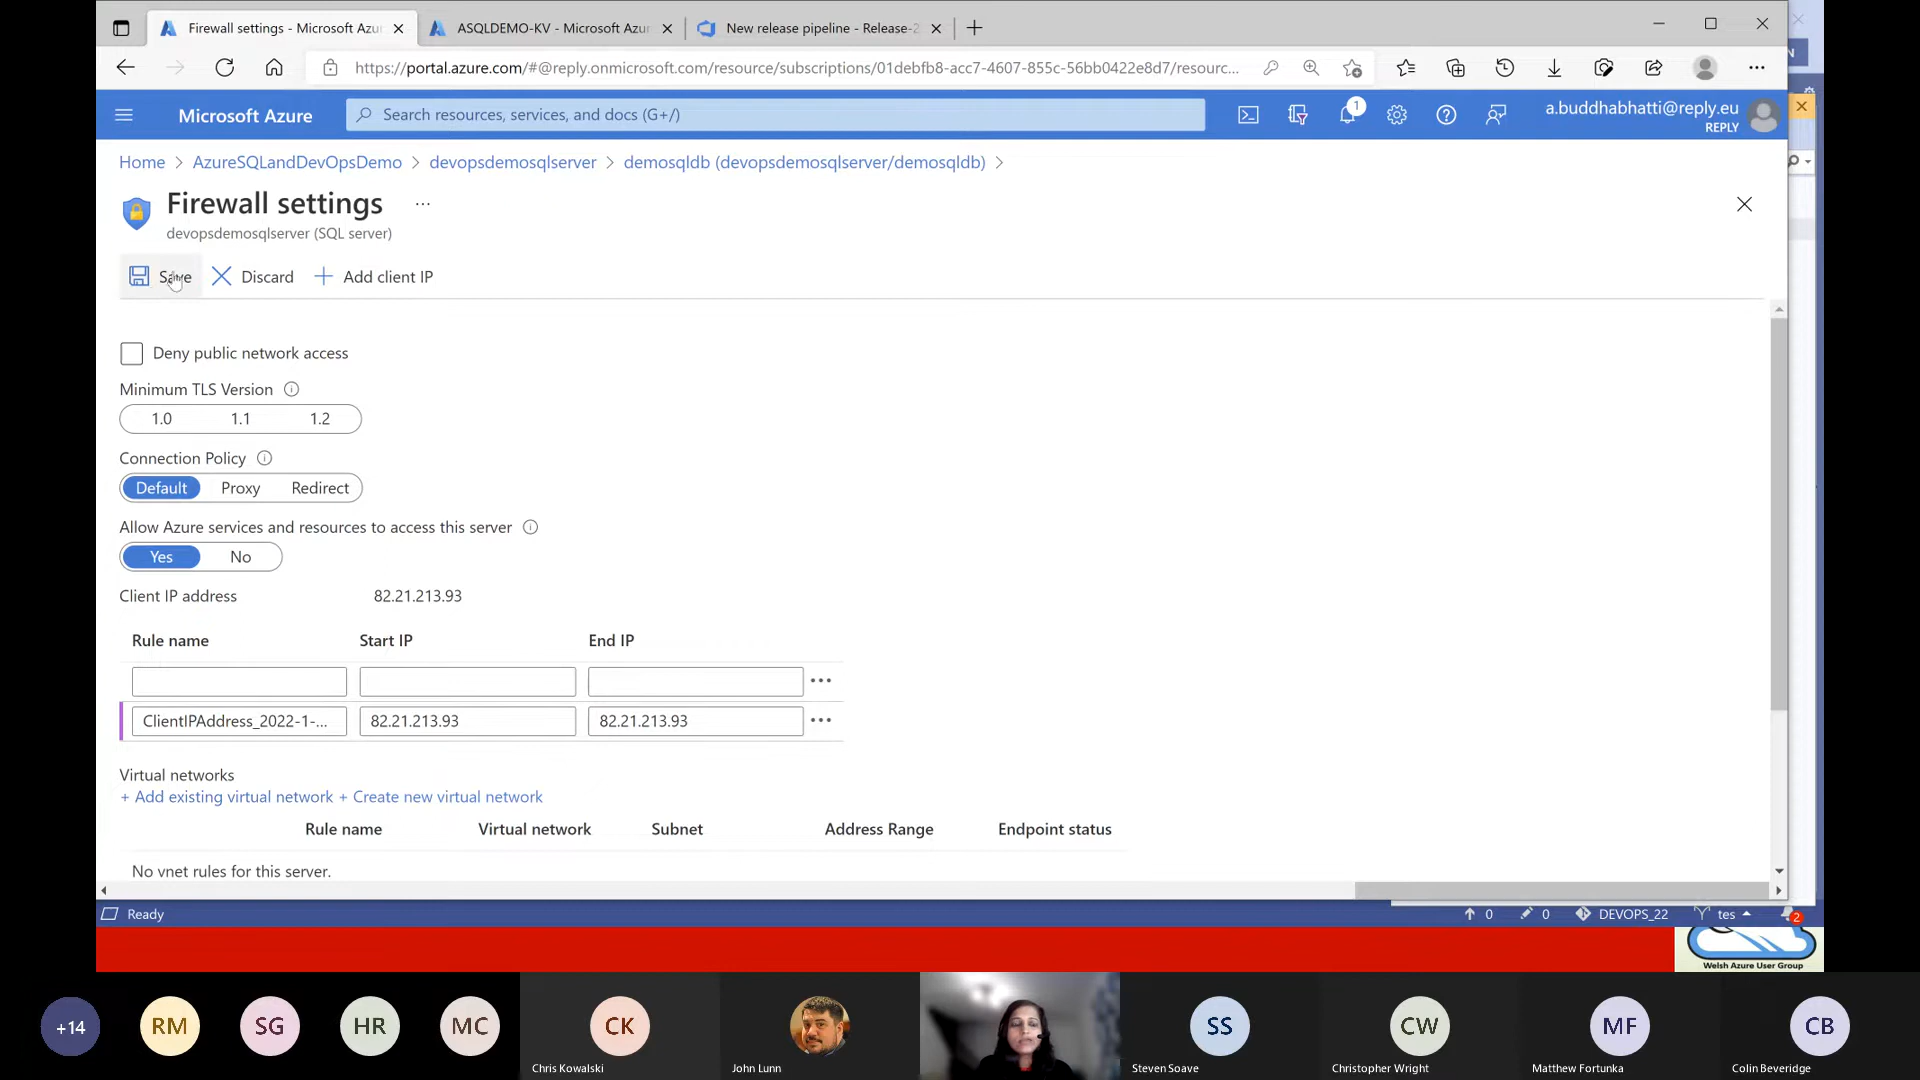 Firewall settings - Microsoft Azu
ASQLDEMO-KV - Microsoft Azure
New release pipeline - Release-2
https://portal.azure.com/#@reply.onmicrosoft.com/resource/subscriptions/01debfb8-acc7-4607-855c-56bb0422e8d7/resourc...
Microsoft Azure
Search resources, services, and docs (G+/)
1
a.buddhabhatti@reply.eu
REPLY
Home > AzureSQLandDevOpsDemo > devopsdemosqlserver > demosqldb (devopsdemosqlserver/demosqldb) >
Firewall settings ...
devopsdemosqlserver (SQL server)
Save Discard Add client IP
Deny public network access
Minimum TLS Version
1.0 1.1 1.2
Connection Policy
Default Proxy Redirect
Allow Azure services and resources to access this server
Yes No
Client IP address 82.21.213.93
Rule name Start IP End IP
ClientIPAddress_2022-1-... 82.21.213.93 82.21.213.93
Virtual networks
+ Add existing virtual network + Create new virtual network
Rule name Virtual network Subnet Address Range Endpoint status
No vnet rules for this server.
Ready
0 0 DEVOPS_22 tes 2
Welsh Azure User Group
+14 RM SG HR MC CK SS CW MF CB
Chris Kowalski John Lunn Steven Soave Christopher Wright Matthew Fortunka Colin Beveridge